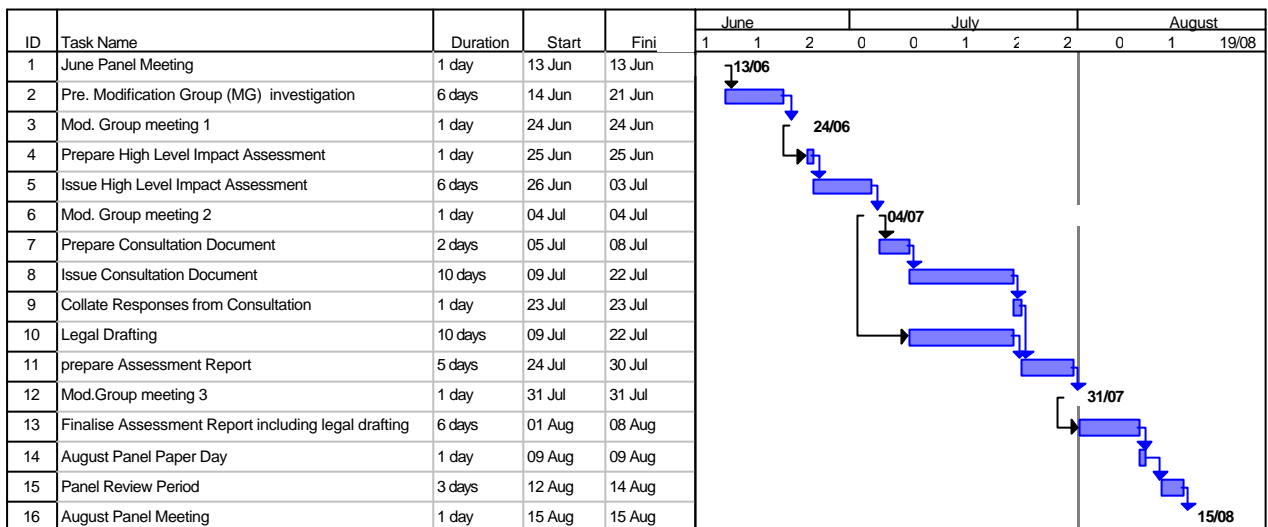 June July August
ID Task Name Duration Start Fini 1 1 2 0 0 1 2 2 0 1 19/08
1 June Panel Meeting 1 day 13 Jun 13 Jun 13/06
2 Pre. Modification Group (MG) investigation 6 days 14 Jun 21 Jun
3 Mod. Group meeting 1 1 day 24 Jun 24 Jun 24/06
4 Prepare High Level Impact Assessment 1 day 25 Jun 25 Jun
5 Issue High Level Impact Assessment 6 days 26 Jun 03 Jul
6 Mod. Group meeting 2 1 day 04 Jul 04 Jul 04/07
7 Prepare Consultation Document 2 days 05 Jul 08 Jul
8 Issue Consultation Document 10 days 09 Jul 22 Jul
9 Collate Responses from Consultation 1 day 23 Jul 23 Jul
10 Legal Drafting 10 days 09 Jul 22 Jul
11 prepare Assessment Report 5 days 24 Jul 30 Jul
12 Mod.Group meeting 3 1 day 31 Jul 31 Jul 31/07
13 Finalise Assessment Report including legal drafting 6 days 01 Aug 08 Aug
14 August Panel Paper Day 1 day 09 Aug 09 Aug
15 Panel Review Period 3 days 12 Aug 14 Aug
16 August Panel Meeting 1 day 15 Aug 15 Aug 15/08